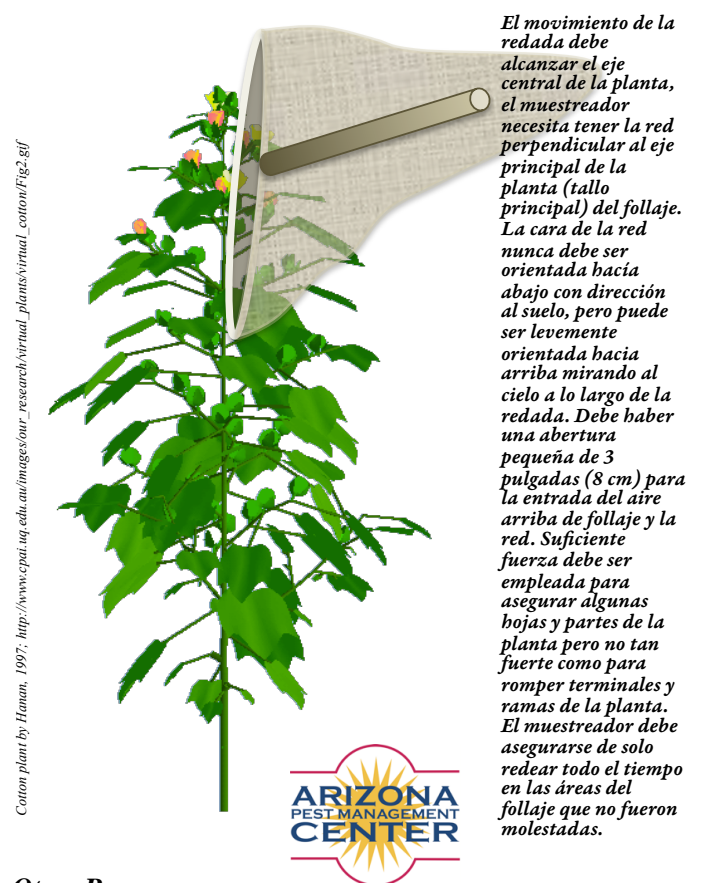 El movimiento de la
redada debe
alcanzar el eje
central de la planta,
el muestreador
necesita tener la red
perpendicular al eje
principal de la
planta (tallo
principal) del follaje.
La cara de la red
nunca debe ser
orientada hacía
abajo con dirección
al suelo, pero puede
ser levemente
orientada hacia
arriba mirando al
cielo a lo largo de la
redada. Debe haber
una abertura
pequeña de 3
pulgadas (8 cm) para
la entrada del aire
arriba de follaje y la
red. Suficiente
fuerza debe ser
empleada para
asegurar algunas
hojas y partes de la
planta pero no tan
fuerte como para
romper terminales y
ramas de la planta.
El muestreador debe
asegurarse de solo
redear todo el tiempo
en las áreas del
follaje que no fueron
molestadas.
Cotton plant by Hanan, 1997; http://www.cpai.uq.edu.au/images/our_research/virtual_plants/virtual_cotton/Fig2.gif
ARIZONA
PEST MANAGEMENT
CENTER